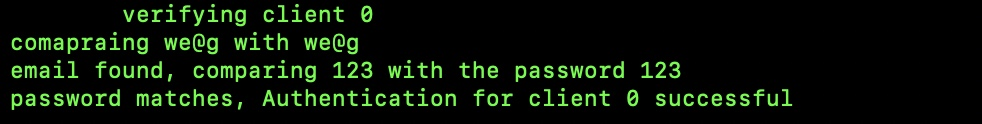 verifying client 0
comapraing we@g with we@g
email found, comparing 123 with the password 123
password matches, Authentication for client 0 successful